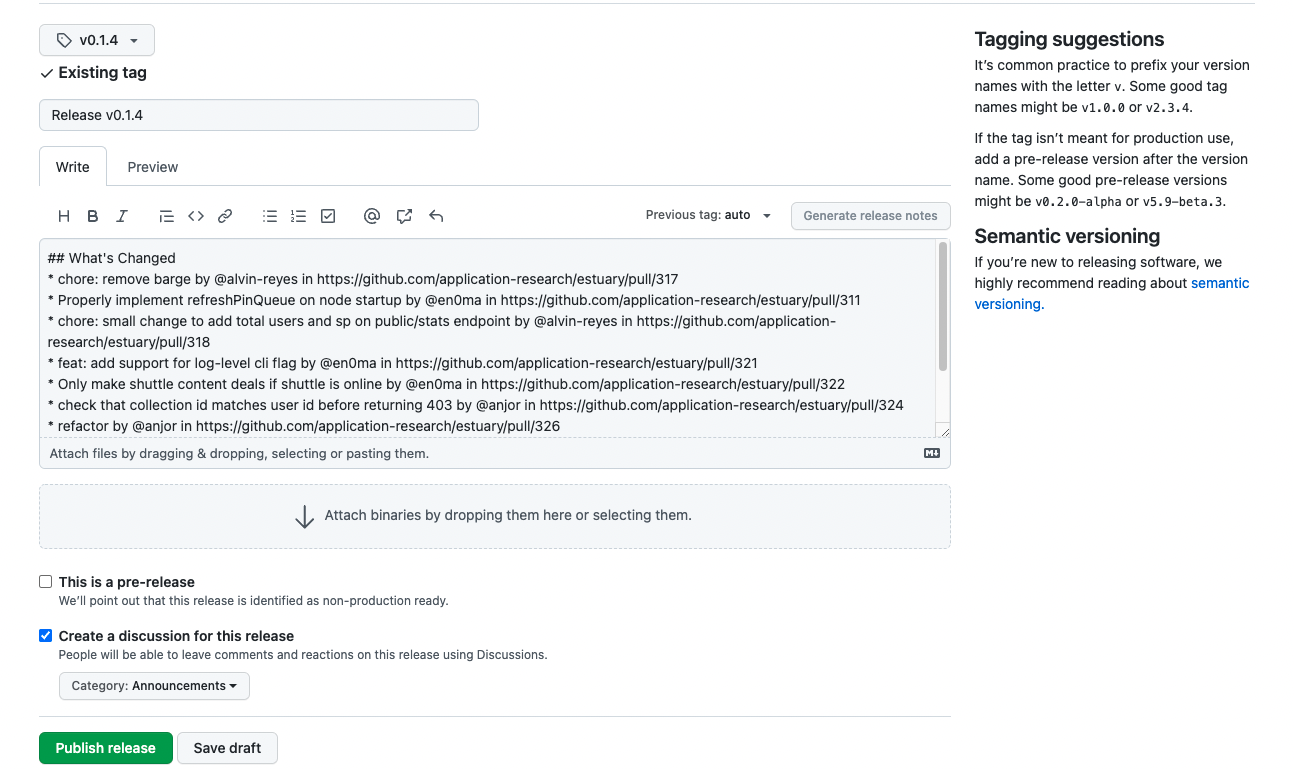 v0.1.4
Existing tag
Release v0.1.4
Write Preview
Previous tag: auto Generate release notes
## What's Changed
* chore: remove barge by @alvin-reyes in https://github.com/application-research/estuary/pull/317
* Properly implement refreshPinQueue on node startup by @en0ma in https://github.com/application-research/estuary/pull/311
* chore: small change to add total users and sp on public/stats endpoint by @alvin-reyes in https://github.com/application-
research/estuary/pull/318
* feat: add support for log-level cli flag by @en0ma in https://github.com/application-research/estuary/pull/321
* Only make shuttle content deals if shuttle is online by @en0ma in https://github.com/application-research/estuary/pull/322
* check that collection id matches user id before returning 403 by @anjor in https://github.com/application-research/estuary/pull/324
* refactor by @anjor in https://github.com/application-research/estuary/pull/326
Attach files by dragging & dropping, selecting or pasting them.
Attach binaries by dropping them here or selecting them.
This is a pre-release
We'll point out that this release is identified as non-production ready.
Create a discussion for this release
People will be able to leave comments and reactions on this release using Discussions.
Category: Announcements
Publish release Save draft
Tagging suggestions
It's common practice to prefix your version
names with the letter v. Some good tag
names might be v1.0.0 or v2.3.4.
If the tag isn't meant for production use,
add a pre-release version after the version
name. Some good pre-release versions
might be v0.2.0-alpha or v5.9-beta.3.
Semantic versioning
If you're new to releasing software, we
highly recommend reading about semantic
versioning.